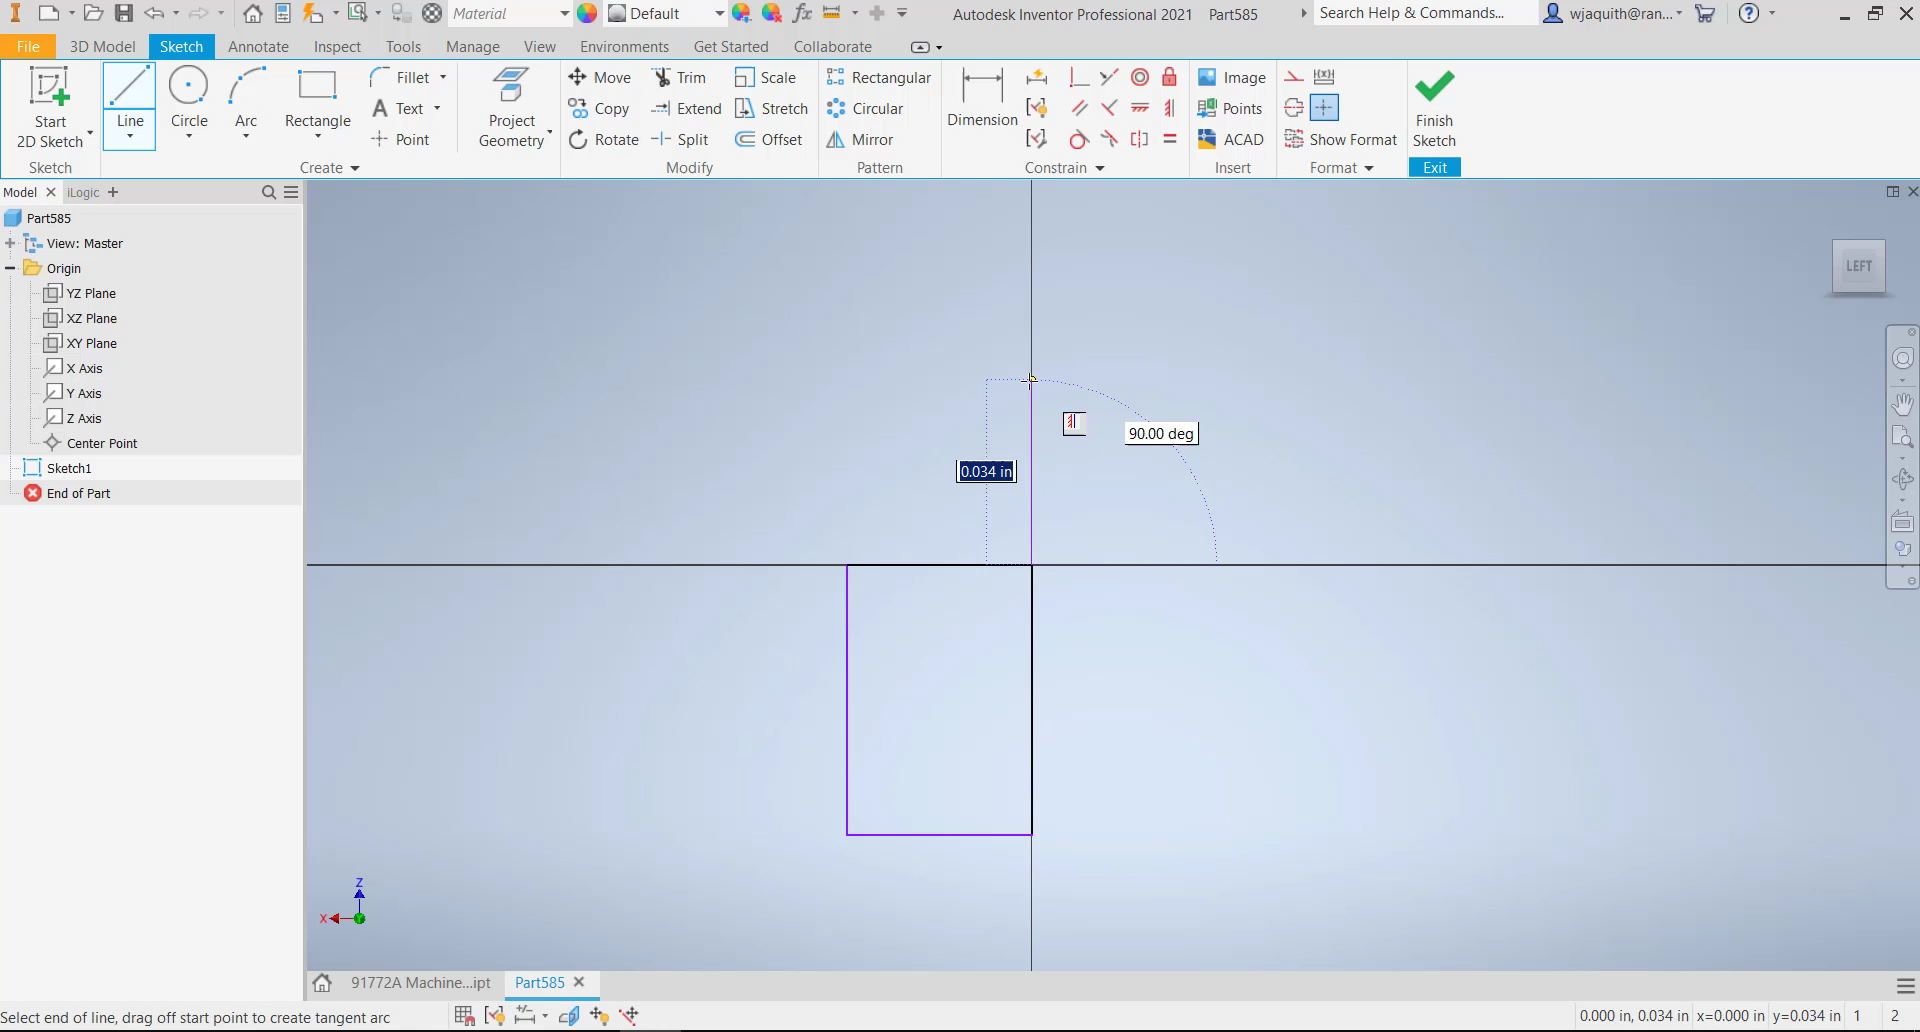 Material
Default
fx
Autodesk Inventor Professional 2021 Part585
Search Help & Commands...
wjaquith@ran...
File
3D Model
Sketch
Annotate
Inspect
Tools
Manage
View
Environments
Get Started
Collaborate
Start
2D Sketch
Line
Circle
Arc
Rectangle
Fillet
Text
Point
Project
Geometry
Move
Copy
Rotate
Trim
Extend
Split
Scale
Stretch
Offset
Rectangular
Circular
Mirror
Dimension
Image
Points
ACAD
Show Format
Finish
Sketch
Sketch
Create
Modify
Pattern
Constrain
Insert
Format
Exit
Model
iLogic
Part585
View: Master
Origin
YZ Plane
XZ Plane
XY Plane
X Axis
Y Axis
Z Axis
Center Point
Sketch1
End of Part
LEFT
90.00 deg
0.034 in
Z
X
91772A Machine...ipt
Part585
Select end of line, drag off start point to create tangent arc
0.000 in, 0.034 in x=0.000 in y=0.034 in 1 2